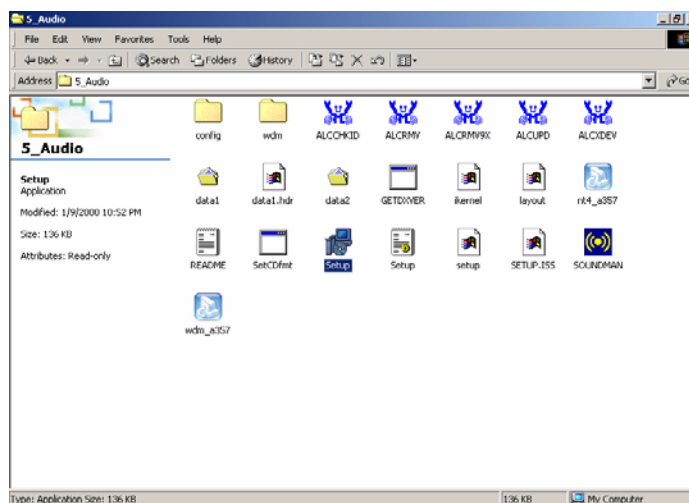 5_Audio
File Edit View Favorites Tools Help
Back Search Folders History
Address 5_Audio Go
5_Audio
Setup
Application
Modified: 1/9/2000 10:52 PM
Size: 136 KB
Attributes: Read-only
config wdm ALCCHKID ALCRMV ALCRMV9X ALCUPD ALCXDEV
data1 data1.hdr data2 GETDXVER ikernel layout nt4_a357
README SetCDfmt Setup Setup setup SETUP.ISS SOUNDMAN
wdm_a357
Type: Application Size: 136 KB 136 KB My Computer